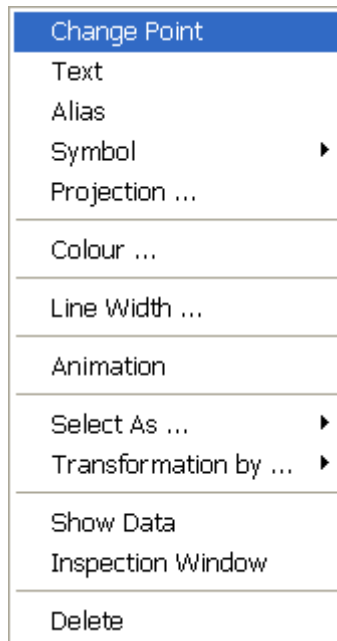 Change Point
Text
Alias
Symbol
Projection ...
Colour ...
Line Width ...
Animation
Select As ...
Transformation by ...
Show Data
Inspection Window
Delete